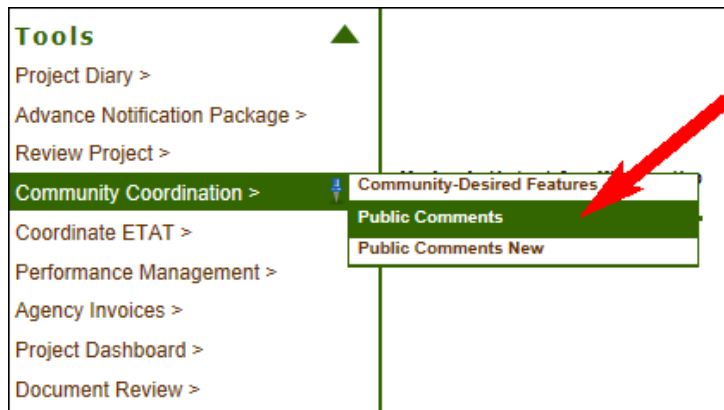 Tools
Project Diary >
Advance Notification Package >
Review Project >
Community Coordination >
Community-Desired Features
Public Comments
Public Comments New
Coordinate ETAT >
Performance Management >
Agency Invoices >
Project Dashboard >
Document Review >